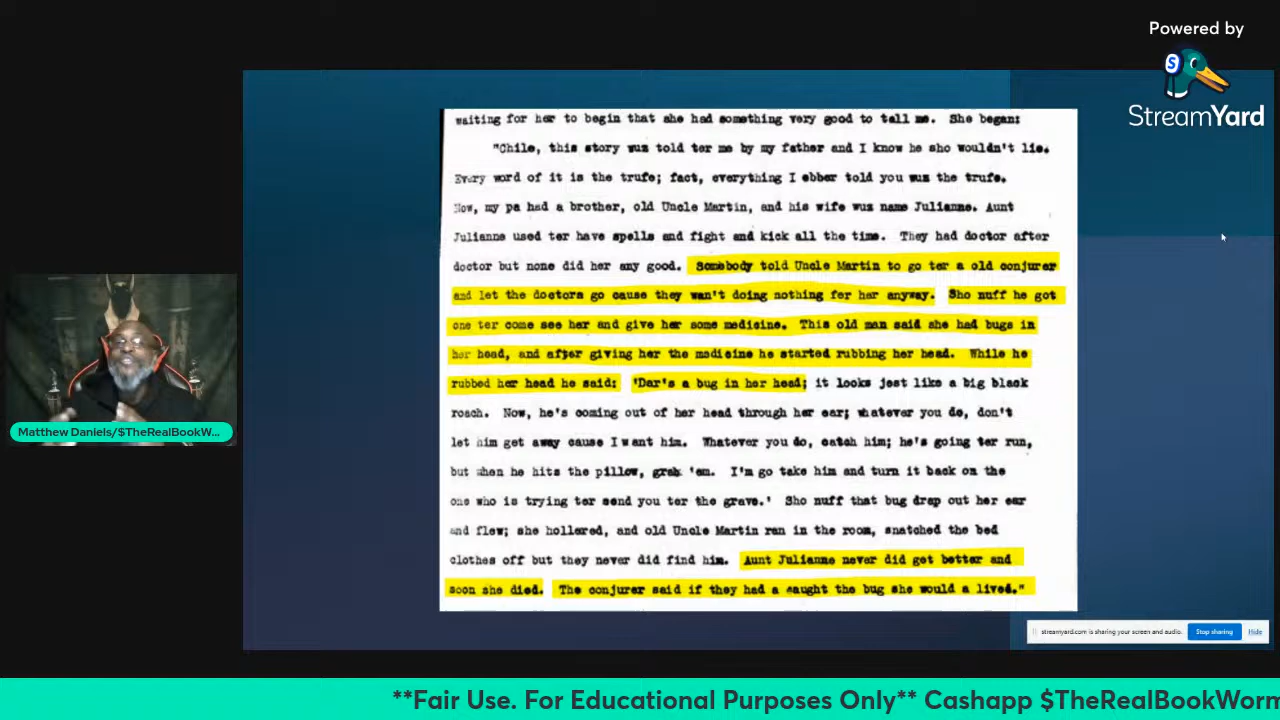 Powered by
StreamYard
waiting for her to begin that she had something very good to tell me. She began:
"Chile, this story wus told ter me by my father and I know he sho wouldn't lie.
Every word of it is the trufe; fact, everything I ebber told you wus the trufe.
Now, my pa had a brother, old Uncle Martin, and his wife wus name Julianne. Aunt
Julianne used ter have spells and fight and kick all the time. They had doctor after
doctor but none did her any good. Somebody told Uncle Martin to go ter a old conjurer
and let the doctors go cause they wan't doing nothing fer her anyway. Sho nuff he got
one ter come see her and give her some medicine. This old man said she had bugs in
her head, and after giving her the medicine he started rubbing her head. While he
rubbed her head he said: 'Dar's a bug in her head; it looks jest like a big black
roach. Now, he's coming out of her head through her ear; whatever you do, don't
let him get away cause I want him. Whatever you do, catch him; he's going ter run,
but when he hits the pillow, grab 'em. I'm go take him and turn it back on the
one who is trying ter send you ter the grave.' Sho nuff that bug drap out her ear
and flew; she hollered, and old Uncle Martin ran in the room, snatched the bed
clothes off but they never did find him. Aunt Julianne never did get better and
soon she died. The conjurer said if they had a caught the bug she would a lived."
Matthew Daniels/$TheRealBookW...
streamyard.com is sharing your screen and audio.
Stop sharing
Hide
**Fair Use. For Educational Purposes Only** Cashapp $TheRealBookWorm